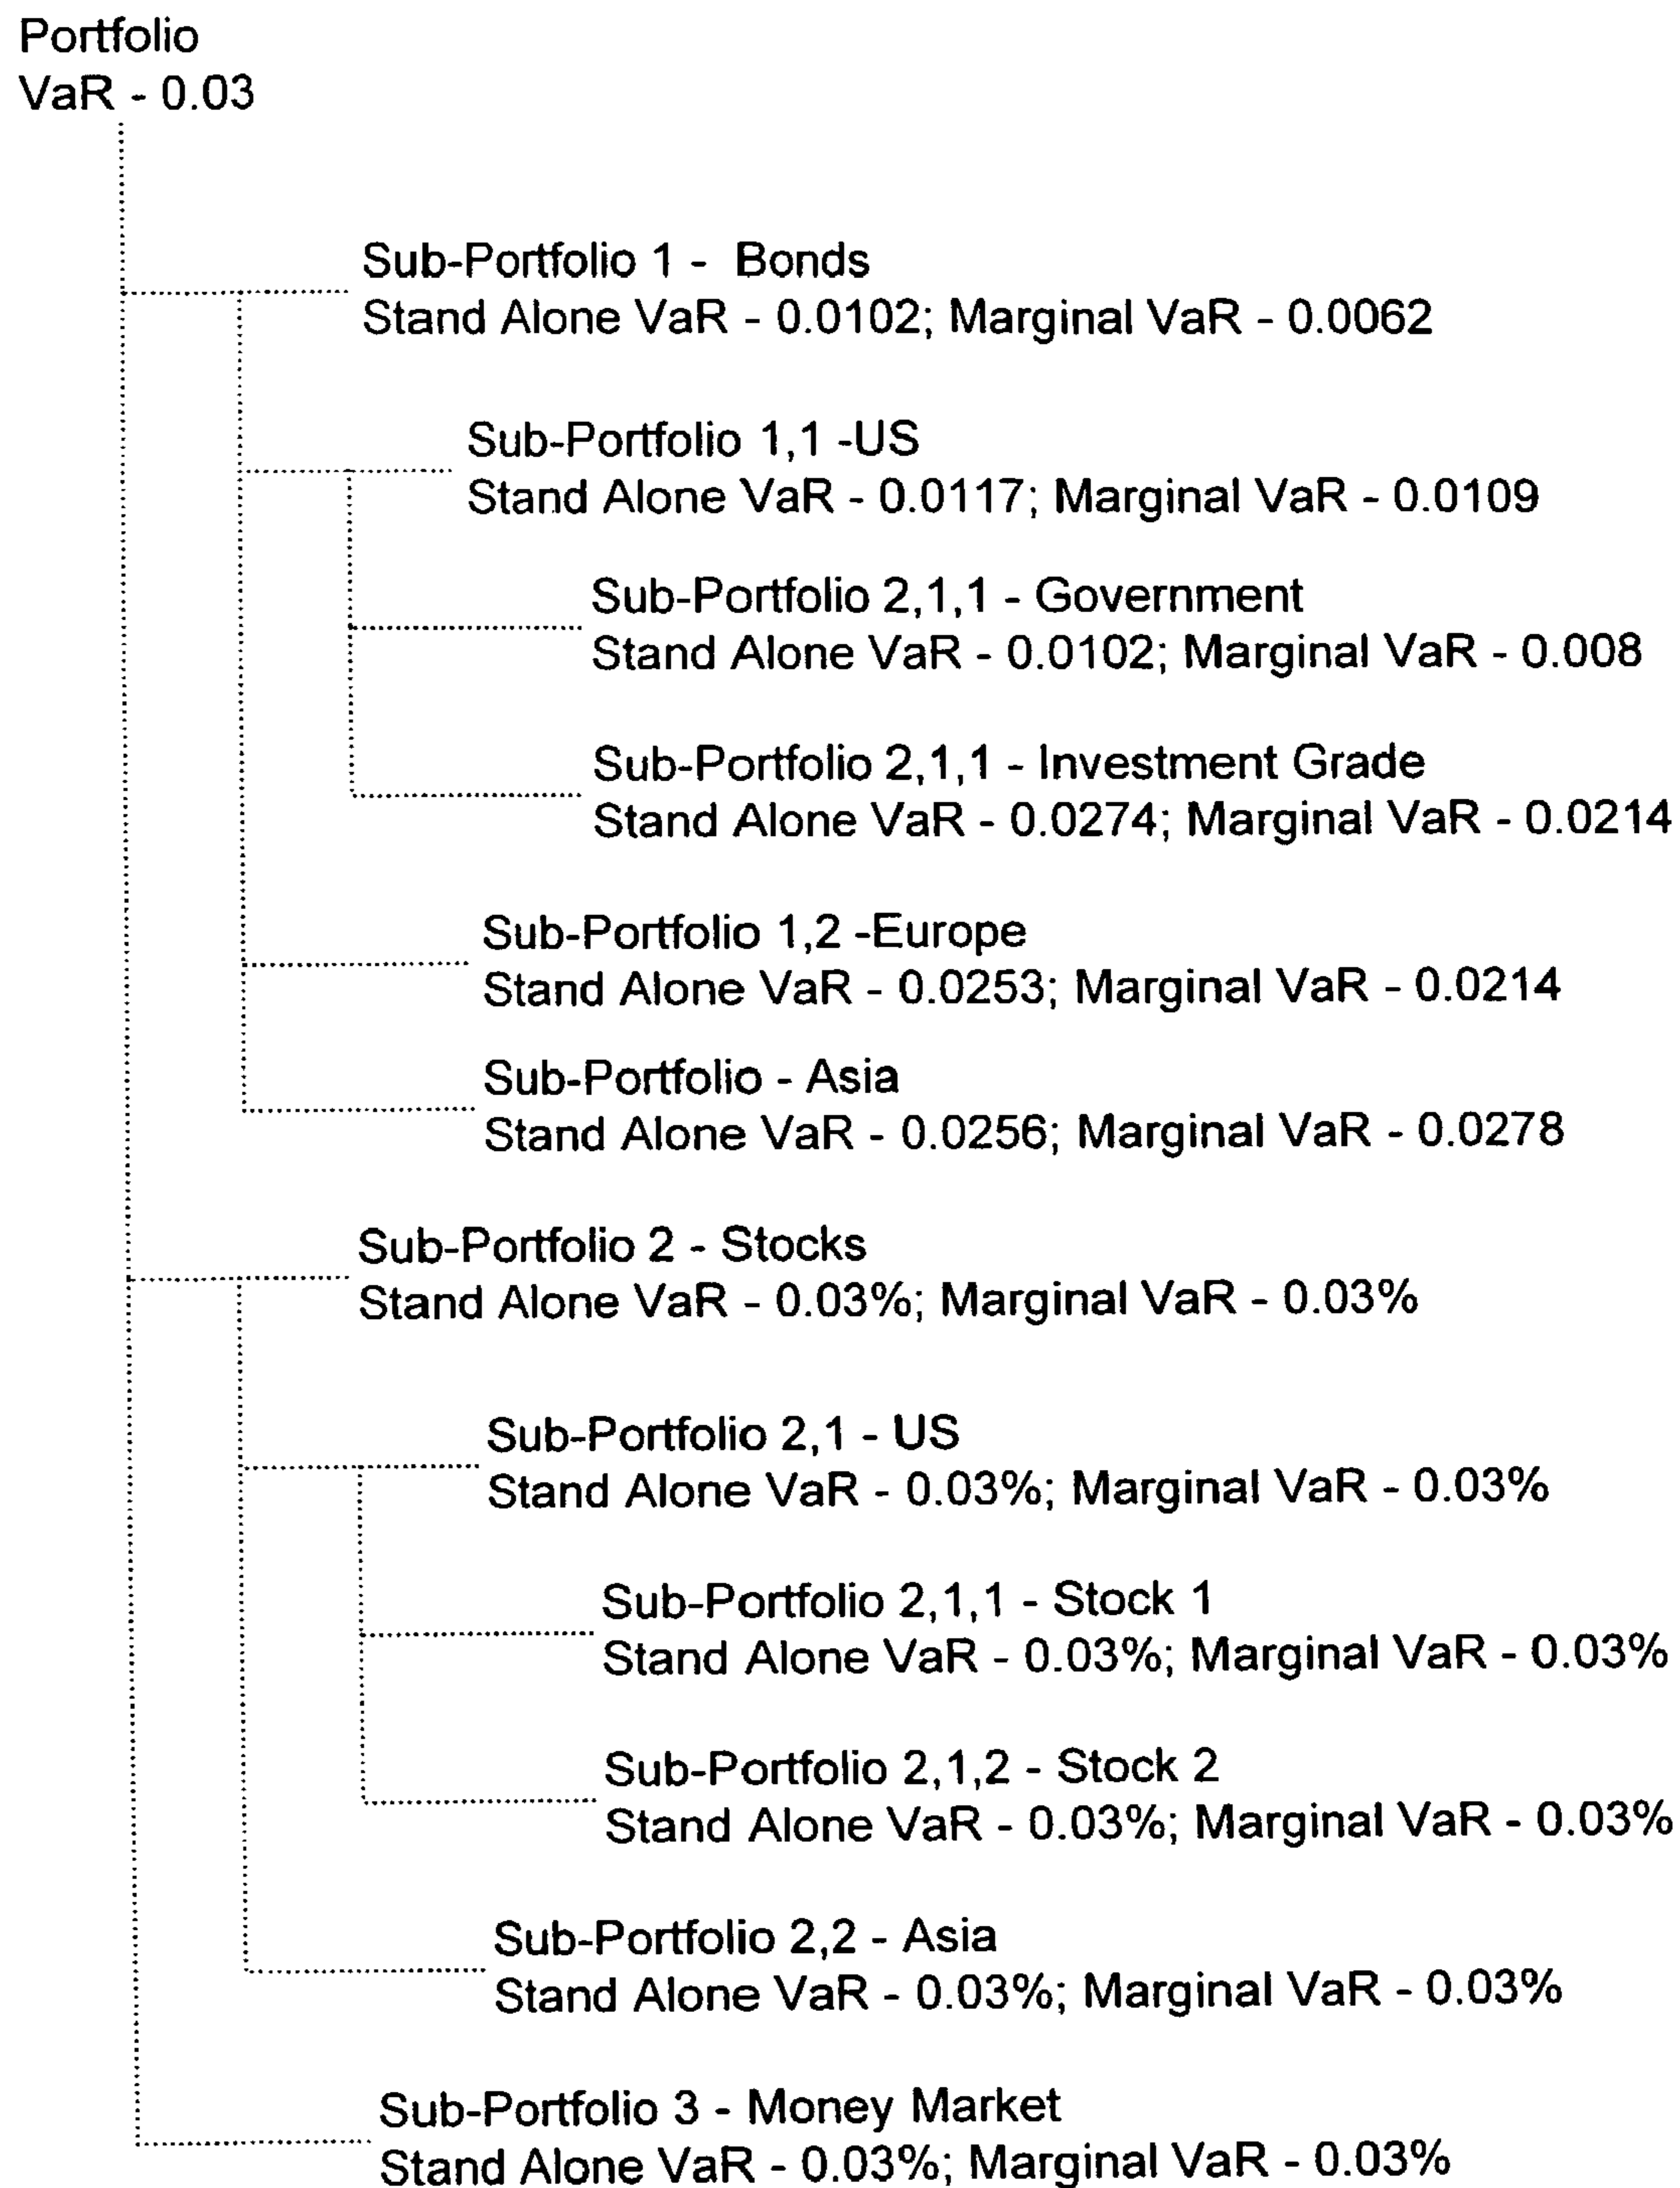 Portfolio
VaR - 0.03
Sub-Portfolio 1 - Bonds
Stand Alone VaR - 0.0102; Marginal VaR - 0.0062
Sub-Portfolio 1,1 -US
Stand Alone VaR - 0.0117; Marginal VaR - 0.0109
Sub-Portfolio 2,1,1 - Government
Stand Alone VaR - 0.0102; Marginal VaR - 0.008
Sub-Portfolio 2,1,1 - Investment Grade
Stand Alone VaR - 0.0274; Marginal VaR - 0.0214
Sub-Portfolio 1,2 -Europe
Stand Alone VaR - 0.0253; Marginal VaR - 0.0214
Sub-Portfolio - Asia
Stand Alone VaR - 0.0256; Marginal VaR - 0.0278
Sub-Portfolio 2 - Stocks
Stand Alone VaR - 0.03%; Marginal VaR - 0.03%
Sub-Portfolio 2,1 - US
Stand Alone VaR - 0.03%; Marginal VaR - 0.03%
Sub-Portfolio 2,1,1 - Stock 1
Stand Alone VaR - 0.03%; Marginal VaR - 0.03%
Sub-Portfolio 2,1,2 - Stock 2
Stand Alone VaR - 0.03%; Marginal VaR - 0.03%
Sub-Portfolio 2,2 - Asia
Stand Alone VaR - 0.03%; Marginal VaR - 0.03%
Sub-Portfolio 3 - Money Market
Stand Alone VaR - 0.03%; Marginal VaR - 0.03%